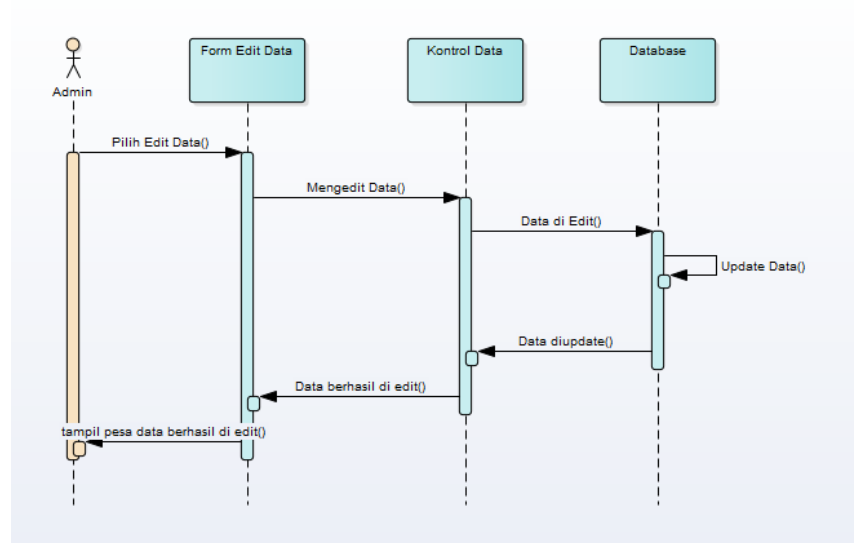 Form Edit Data
Kontrol Data
Database
Admin
Pilih Edit Data()
Mengedit Data()
Data di Edit()
Update Data()
Data diupdate()
Data berhasil di edit()
tampil pesa data berhasil di edit()